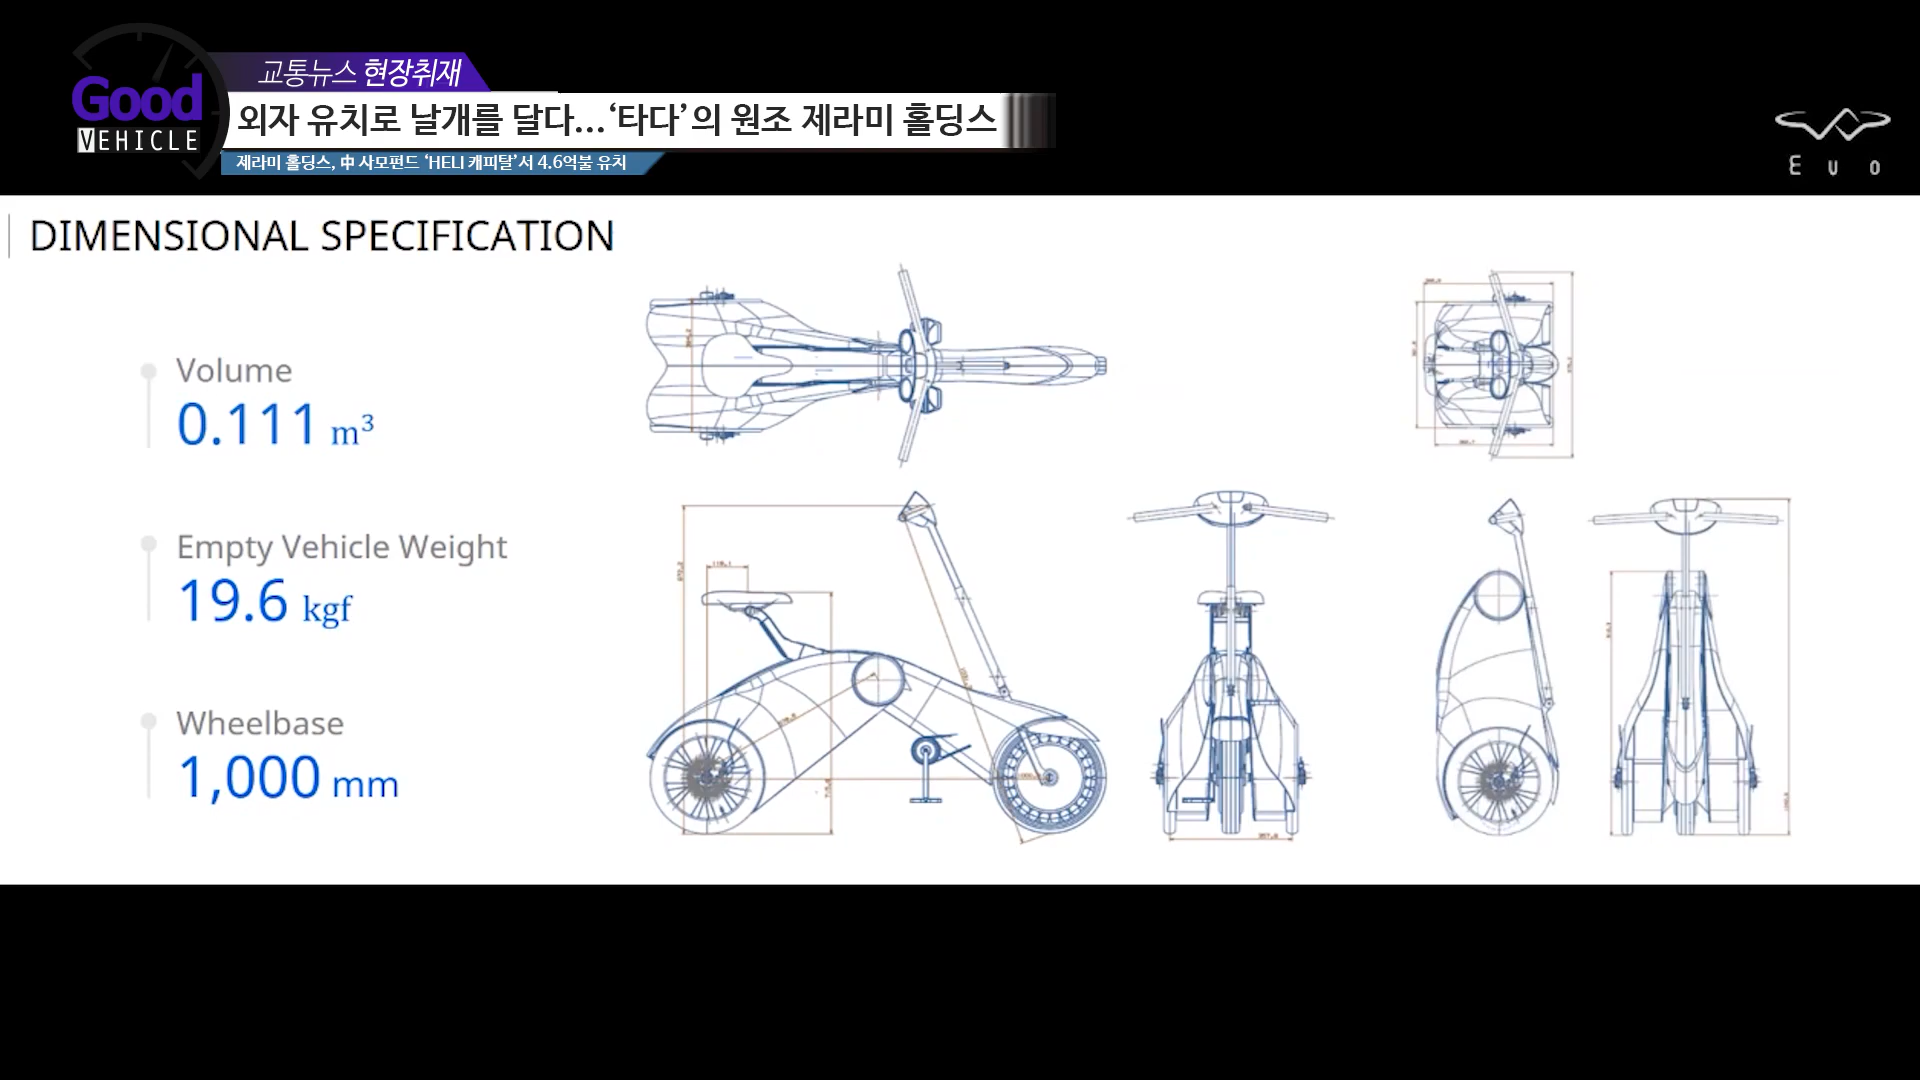 교통뉴스 현장취재
Good
VEHICLE
외자 유치로 날개를 달다...‘타다’의 원조 제라미 홀딩스
제라미 홀딩스, 中 사모펀드 ‘HELI 캐피탈’서 4.6억불 유치
EVO
DIMENSIONAL SPECIFICATION
Volume
0.111 m³
Empty Vehicle Weight
19.6 kgf
Wheelbase
1,000 mm